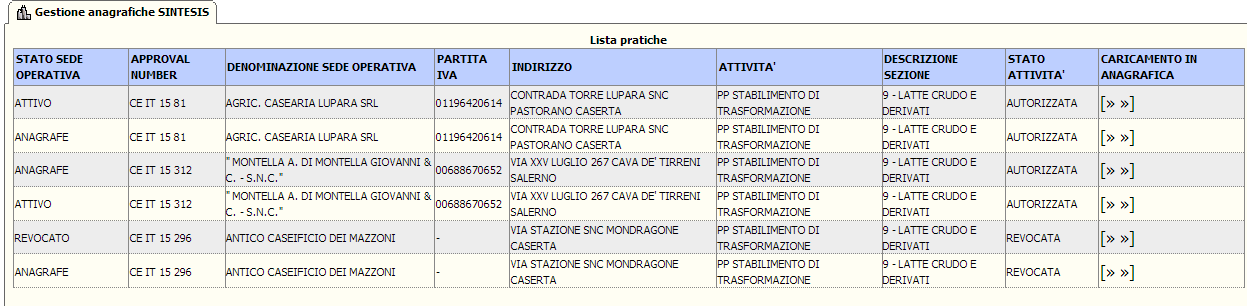 Gestione anagrafiche SINTESIS
Lista pratiche
STATO SEDE OPERATIVA APPROVAL NUMBER DENOMINAZIONE SEDE OPERATIVA PARTITA IVA INDIRIZZO ATTIVITA' DESCRIZIONE SEZIONE STATO ATTIVITA' CARICAMENTO IN ANAGRAFICA
ATTIVO CE IT 15 81 AGRIC. CASEARIA LUPARA SRL 01196420614 CONTRADA TORRE LUPARA SNC PASTORANO CASERTA PP STABILIMENTO DI TRASFORMAZIONE 9 - LATTE CRUDO E DERIVATI AUTORIZZATA [» »]
ANAGRAFE CE IT 15 81 AGRIC. CASEARIA LUPARA SRL 01196420614 CONTRADA TORRE LUPARA SNC PASTORANO CASERTA PP STABILIMENTO DI TRASFORMAZIONE 9 - LATTE CRUDO E DERIVATI AUTORIZZATA [» »]
ANAGRAFE CE IT 15 312 " MONTELLA A. DI MONTELLA GIOVANNI & C. - S.N.C." 00688670652 VIA XXV LUGLIO 267 CAVA DE' TIRRENI SALERNO PP STABILIMENTO DI TRASFORMAZIONE 9 - LATTE CRUDO E DERIVATI AUTORIZZATA [» »]
ATTIVO CE IT 15 312 " MONTELLA A. DI MONTELLA GIOVANNI & C. - S.N.C." 00688670652 VIA XXV LUGLIO 267 CAVA DE' TIRRENI SALERNO PP STABILIMENTO DI TRASFORMAZIONE 9 - LATTE CRUDO E DERIVATI AUTORIZZATA [» »]
REVOCATO CE IT 15 296 ANTICO CASEIFICIO DEI MAZZONI - VIA STAZIONE SNC MONDRAGONE CASERTA PP STABILIMENTO DI TRASFORMAZIONE 9 - LATTE CRUDO E DERIVATI REVOCATA [» »]
ANAGRAFE CE IT 15 296 ANTICO CASEIFICIO DEI MAZZONI - VIA STAZIONE SNC MONDRAGONE CASERTA PP STABILIMENTO DI TRASFORMAZIONE 9 - LATTE CRUDO E DERIVATI REVOCATA [» »]